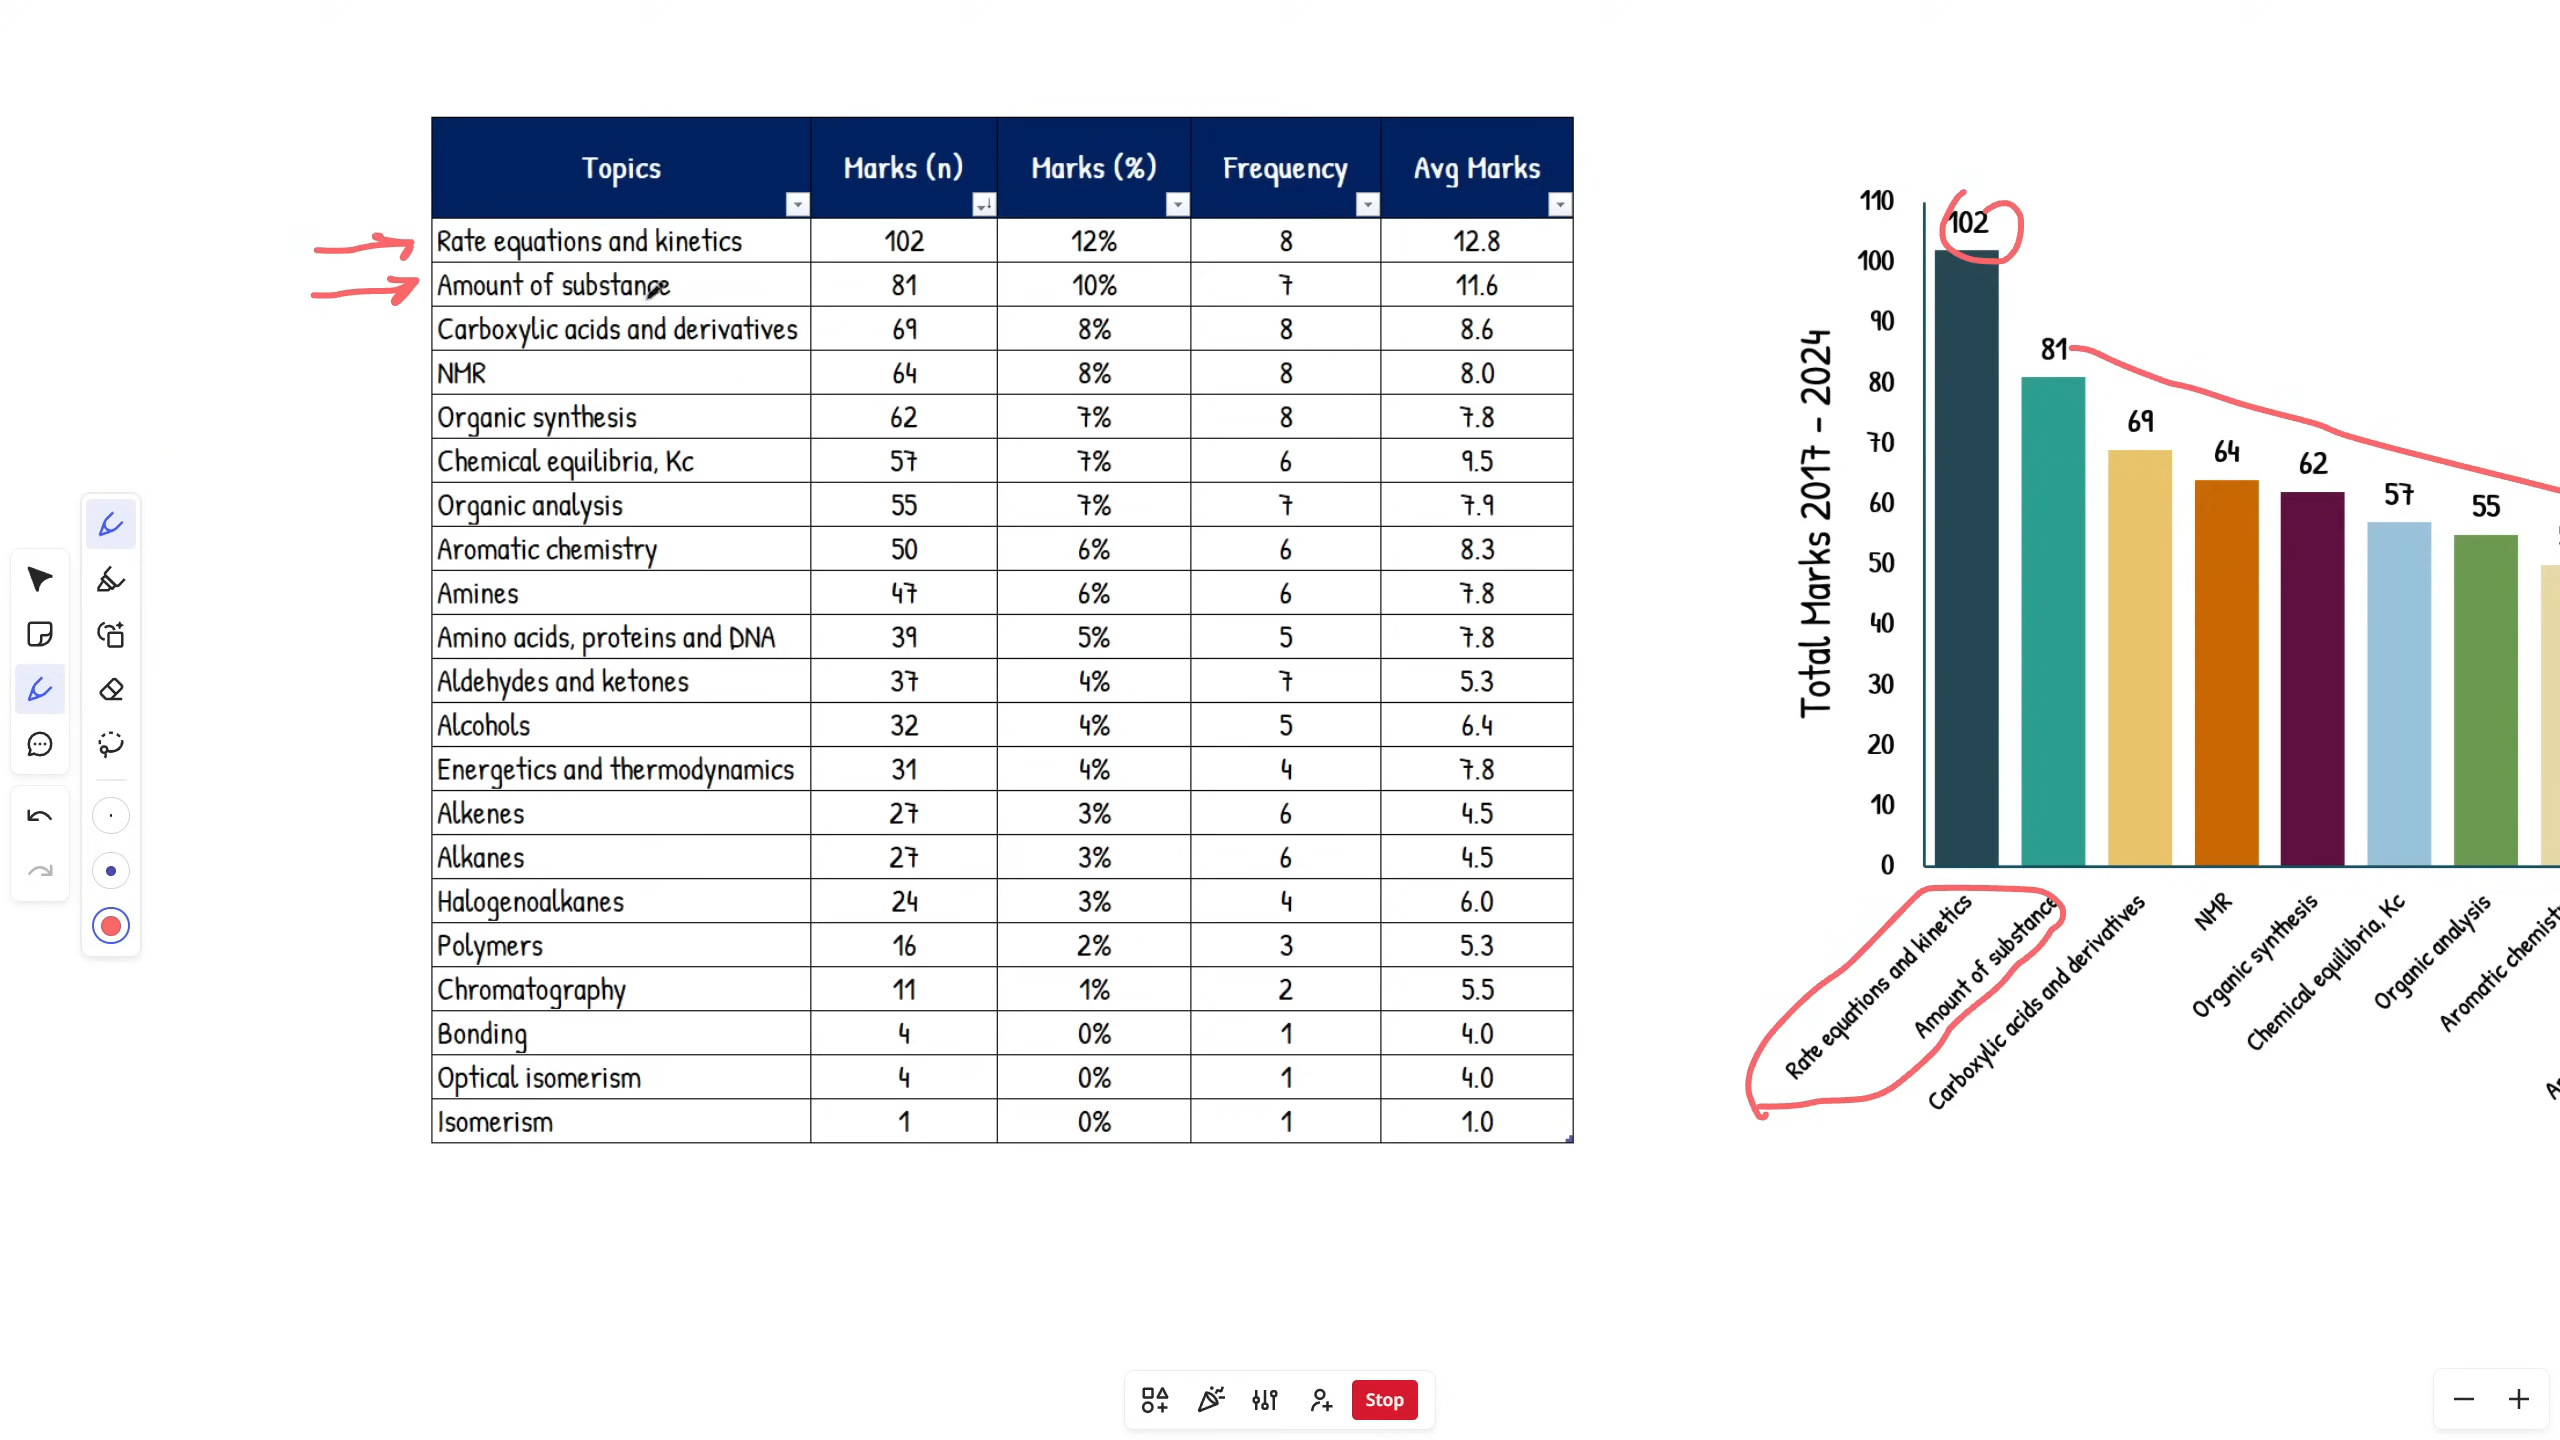 Topics Marks (n) Marks (%) Frequency Avg Marks
Rate equations and kinetics 102 12% 8 12.8
Amount of substance 81 10% 7 11.6
Carboxylic acids and derivatives 69 8% 8 8.6
NMR 64 8% 8 8.0
Organic synthesis 62 7% 8 7.8
Chemical equilibria, Kc 57 7% 6 9.5
Organic analysis 55 7% 7 7.9
Aromatic chemistry 50 6% 6 8.3
Amines 47 6% 6 7.8
Amino acids, proteins and DNA 39 5% 5 7.8
Aldehydes and ketones 37 4% 7 5.3
Alcohols 32 4% 5 6.4
Energetics and thermodynamics 31 4% 4 7.8
Alkenes 27 3% 6 4.5
Alkanes 27 3% 6 4.5
Halogenoalkanes 24 3% 4 6.0
Polymers 16 2% 3 5.3
Chromatography 11 1% 2 5.5
Bonding 4 0% 1 4.0
Optical isomerism 4 0% 1 4.0
Isomerism 1 0% 1 1.0
Total Marks 2017 - 2024
110
100
90
80
70
60
50
40
30
20
10
0
102
81
69
64
62
57
55
Rate equations and kinetics
Amount of substance
Carboxylic acids and derivatives
NMR
Organic synthesis
Chemical equilibria, Kc
Organic analysis
Aromatic chemist
Stop